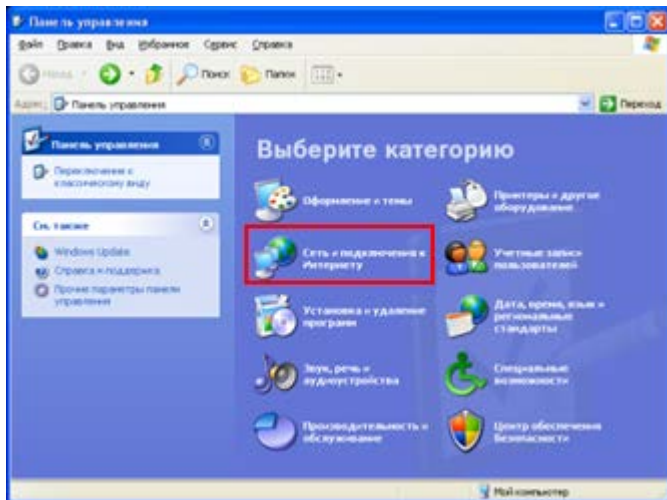 Панель управления
Файл Правка Вид Избранное Сервис Справка
Назад Поиск Папки
Адрес: Панель управления Переход
Панель управления
Переключение к
классическому виду
См. также
Windows Update
Справка и поддержка
Прочие параметры панели
управления
Выберите категорию
Оформление и темы
Принтеры и другое
оборудование
Сеть и подключения к
Интернету
Учетные записи
пользователей
Установка и удаление
программ
Дата, время, язык и
региональные
стандарты
Звук, речь и
аудиоустройства
Специальные
возможности
Производительность и
обслуживание
Центр обеспечения
безопасности
Мой компьютер